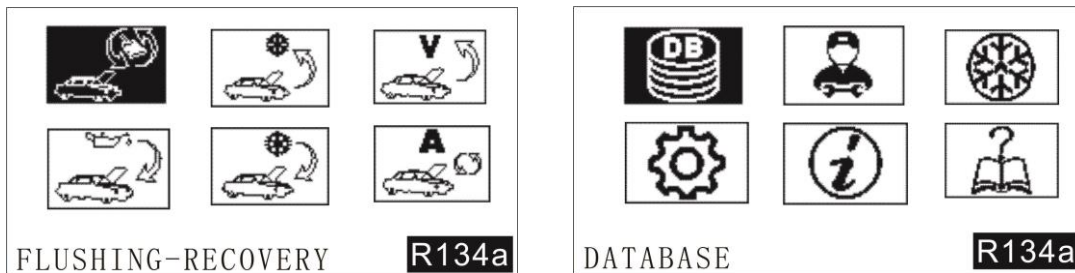 V
A
FLUSHING-RECOVERY R134a
DB
i
?
DATABASE R134a